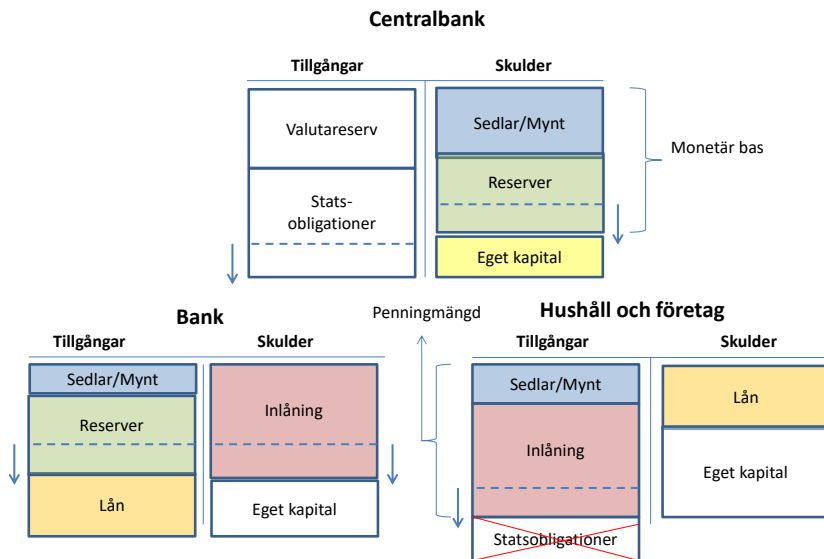 Centralbank
Tillgångar
Skulder
Valutareserv
Sedlar/Mynt
Monetär bas
Reserver
Stats-
obligationer
Eget kapital
Bank
Penningmängd
Hushåll och företag
Tillgångar
Skulder
Tillgångar
Skulder
Sedlar/Mynt
Inlåning
Reserver
Lån
Eget kapital
Sedlar/Mynt
Lån
Inlåning
Eget kapital
Statsobligationer